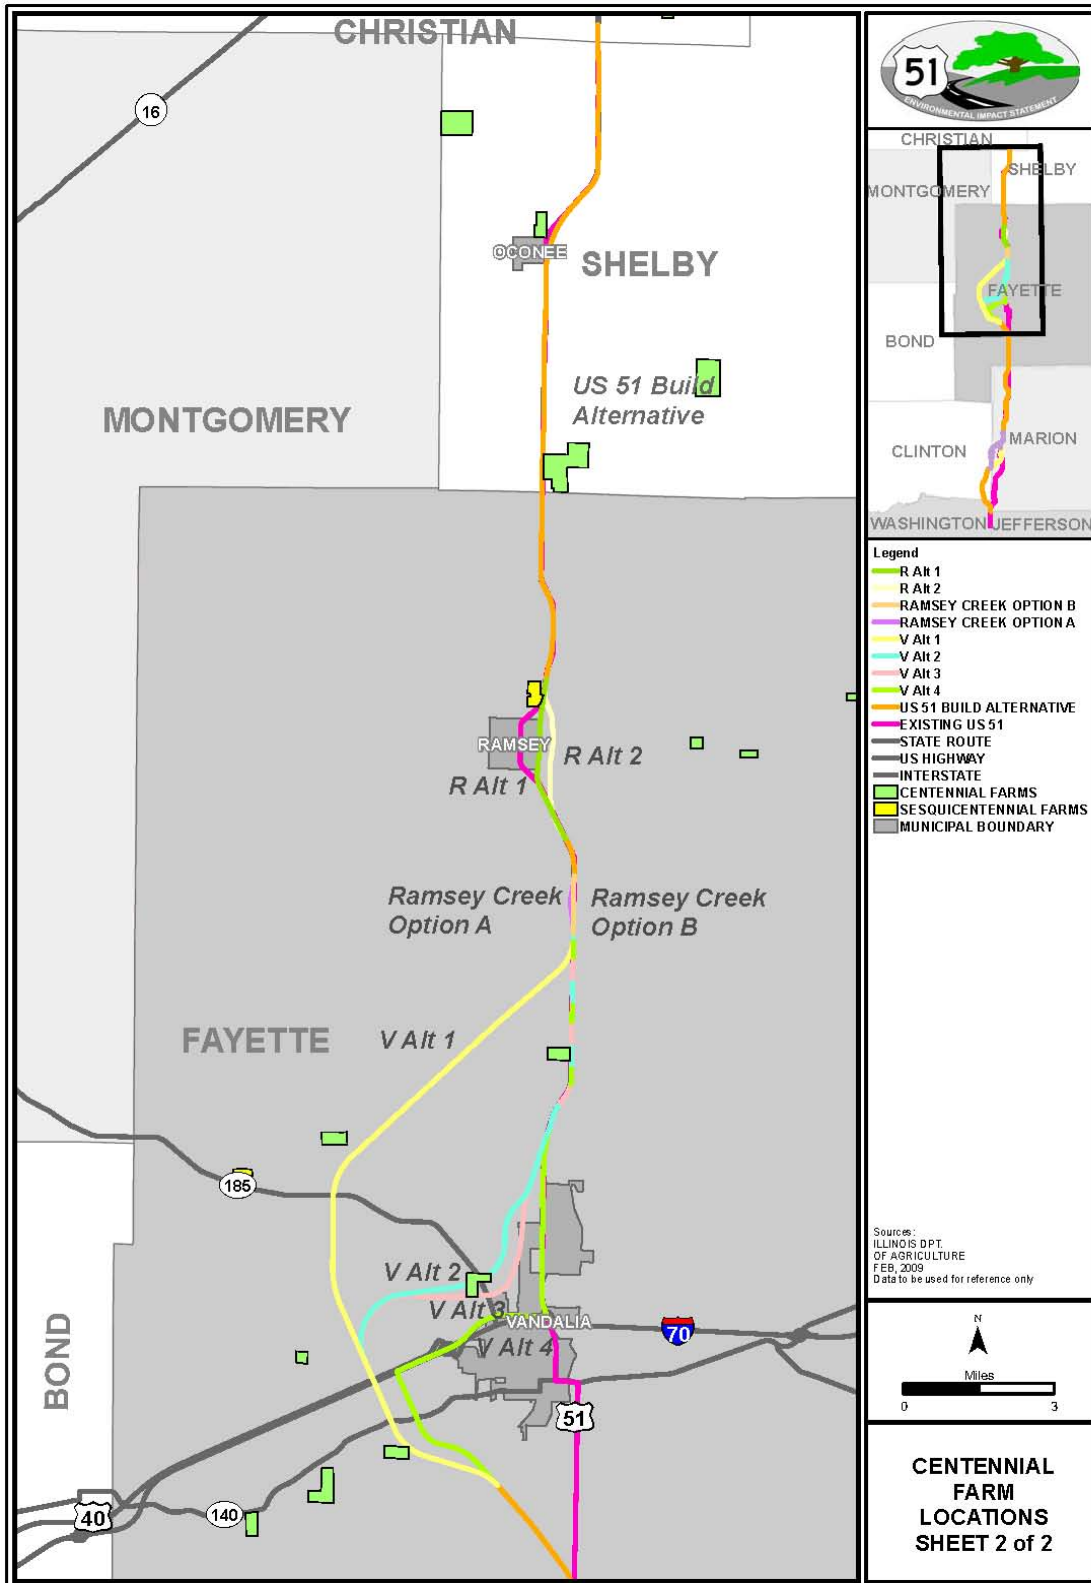 CHRISTIAN
16
OCONEE
SHELBY
US 51 Build
Alternative
MONTGOMERY
RAMSEY
R Alt 2
R Alt 1
Ramsey Creek
Option A
Ramsey Creek
Option B
V Alt 1
FAYETTE
185
V Alt 2
V Alt 3
VANDALIA
V Alt 4
70
BOND
51
40
140
51
ENVIRONMENTAL IMPACT STATEMENT
CHRISTIAN
SHELBY
MONTGOMERY
FAYETTE
BOND
CLINTON
MARION
WASHINGTON
JEFFERSON
Legend
R Alt 1
R Alt 2
RAMSEY CREEK OPTION B
RAMSEY CREEK OPTION A
V Alt 1
V Alt 2
V Alt 3
V Alt 4
US 51 BUILD ALTERNATIVE
EXISTING US 51
STATE ROUTE
US HIGHWAY
INTERSTATE
CENTENNIAL FARMS
SESQUICENTENNIAL FARMS
MUNICIPAL BOUNDARY
Sources:
ILLINOIS DPT.
OF AGRICULTURE
FEB, 2009
Data to be used for reference only
N
Miles
0 3
CENTENNIAL
FARM
LOCATIONS
SHEET 2 of 2